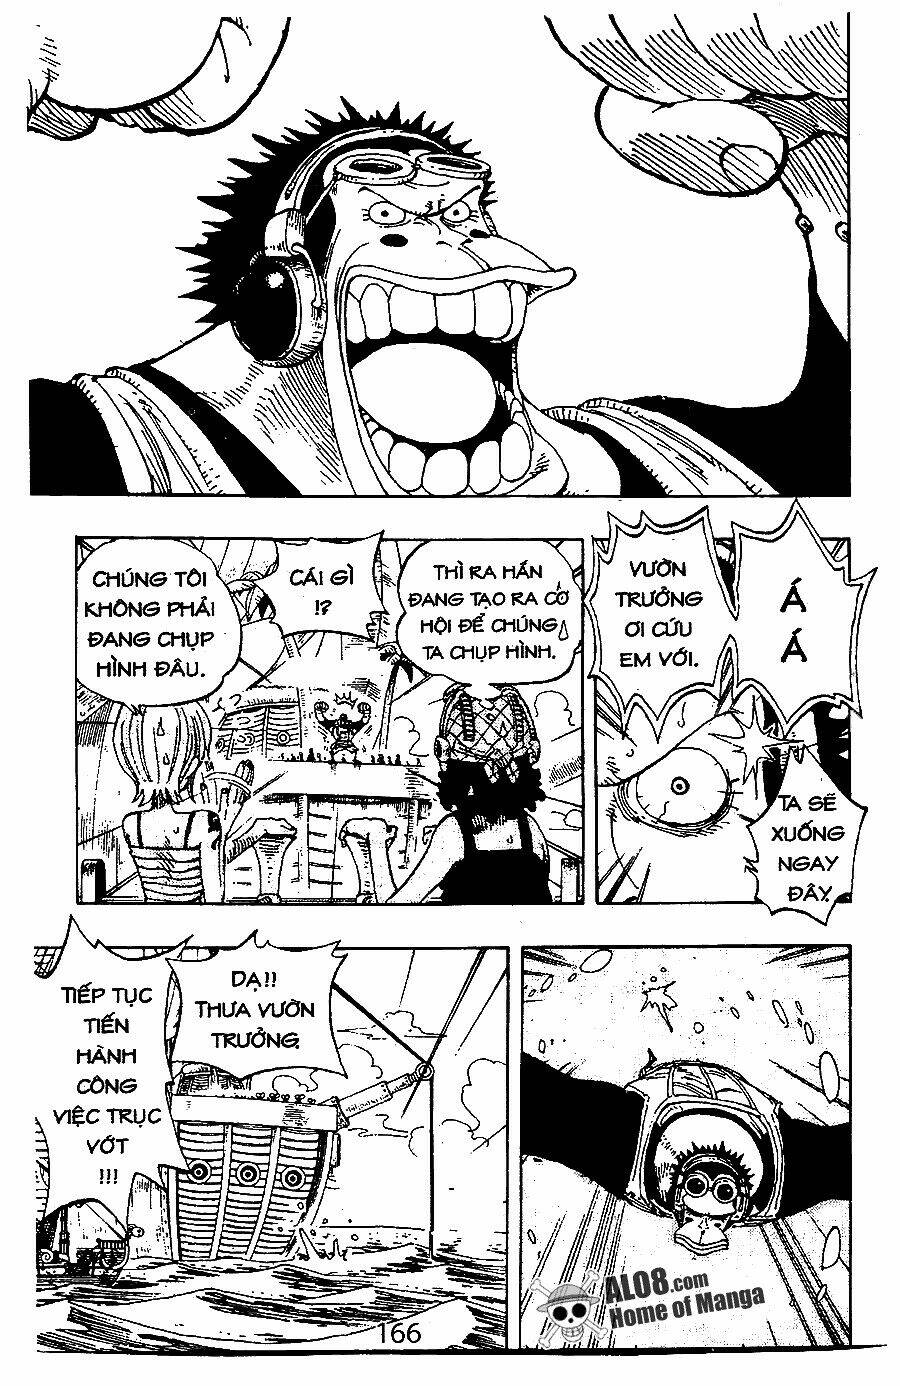 CHÚNG TÔI
KHÔNG PHẢI
ĐANG CHỤP
HÌNH ĐÂU.
CÁI GÌ
!?
THÌ RA HẮN
ĐANG TẠO RA CƠ
HỘI ĐỂ CHÚNG
TA CHỤP HÌNH.
VƯỜN
TRƯỞNG
ƠI CỨU
EM VỚI.
Á
Á
TA SẼ
XUỐNG
NGAY
ĐÂY.
TIẾP TỤC
TIẾN
HÀNH
CÔNG
VIỆC TRỤC
VỚT
!!!
DẠ!!
THƯA VƯỜN
TRƯỞNG.
AL08.com
Home of Manga
166